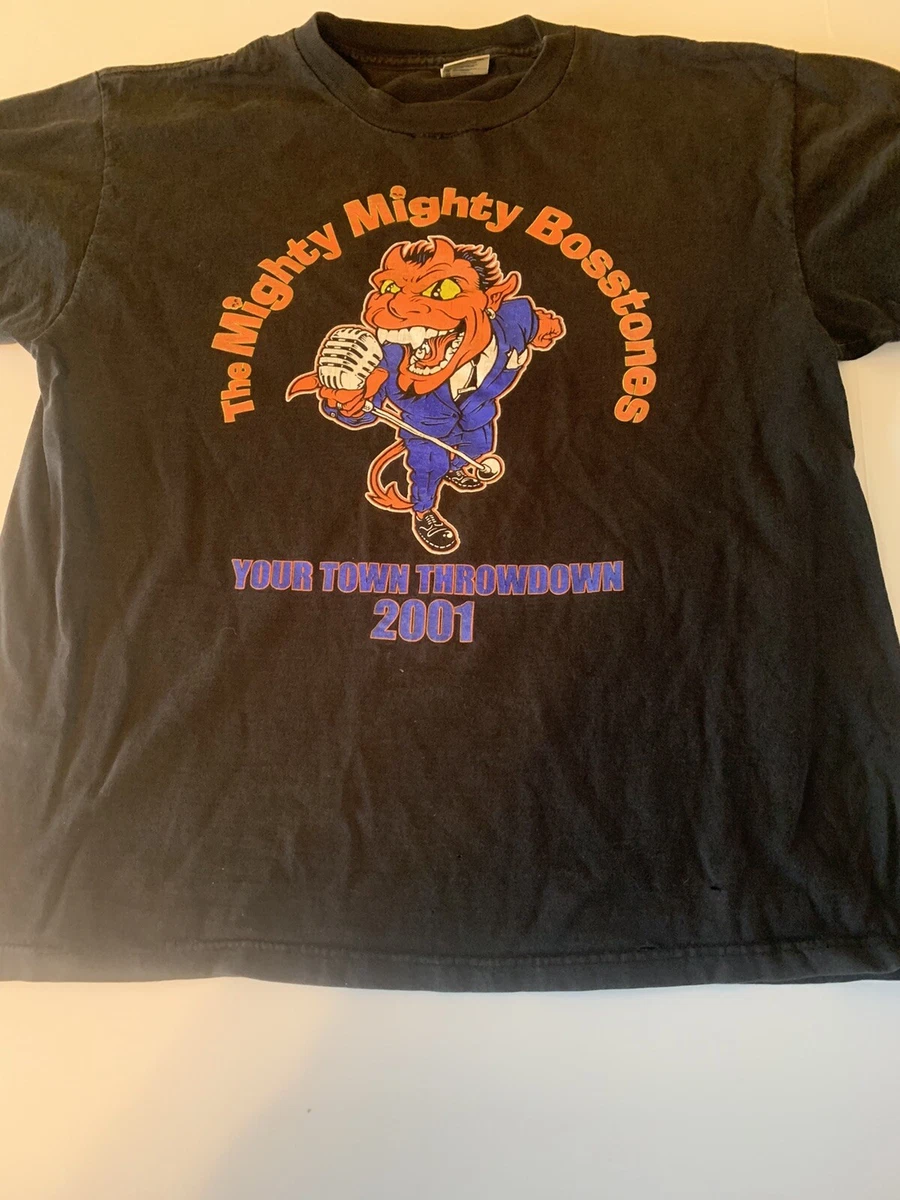 The Mighty Mighty Bosstones
YOUR TOWN THROWDOWN
2001